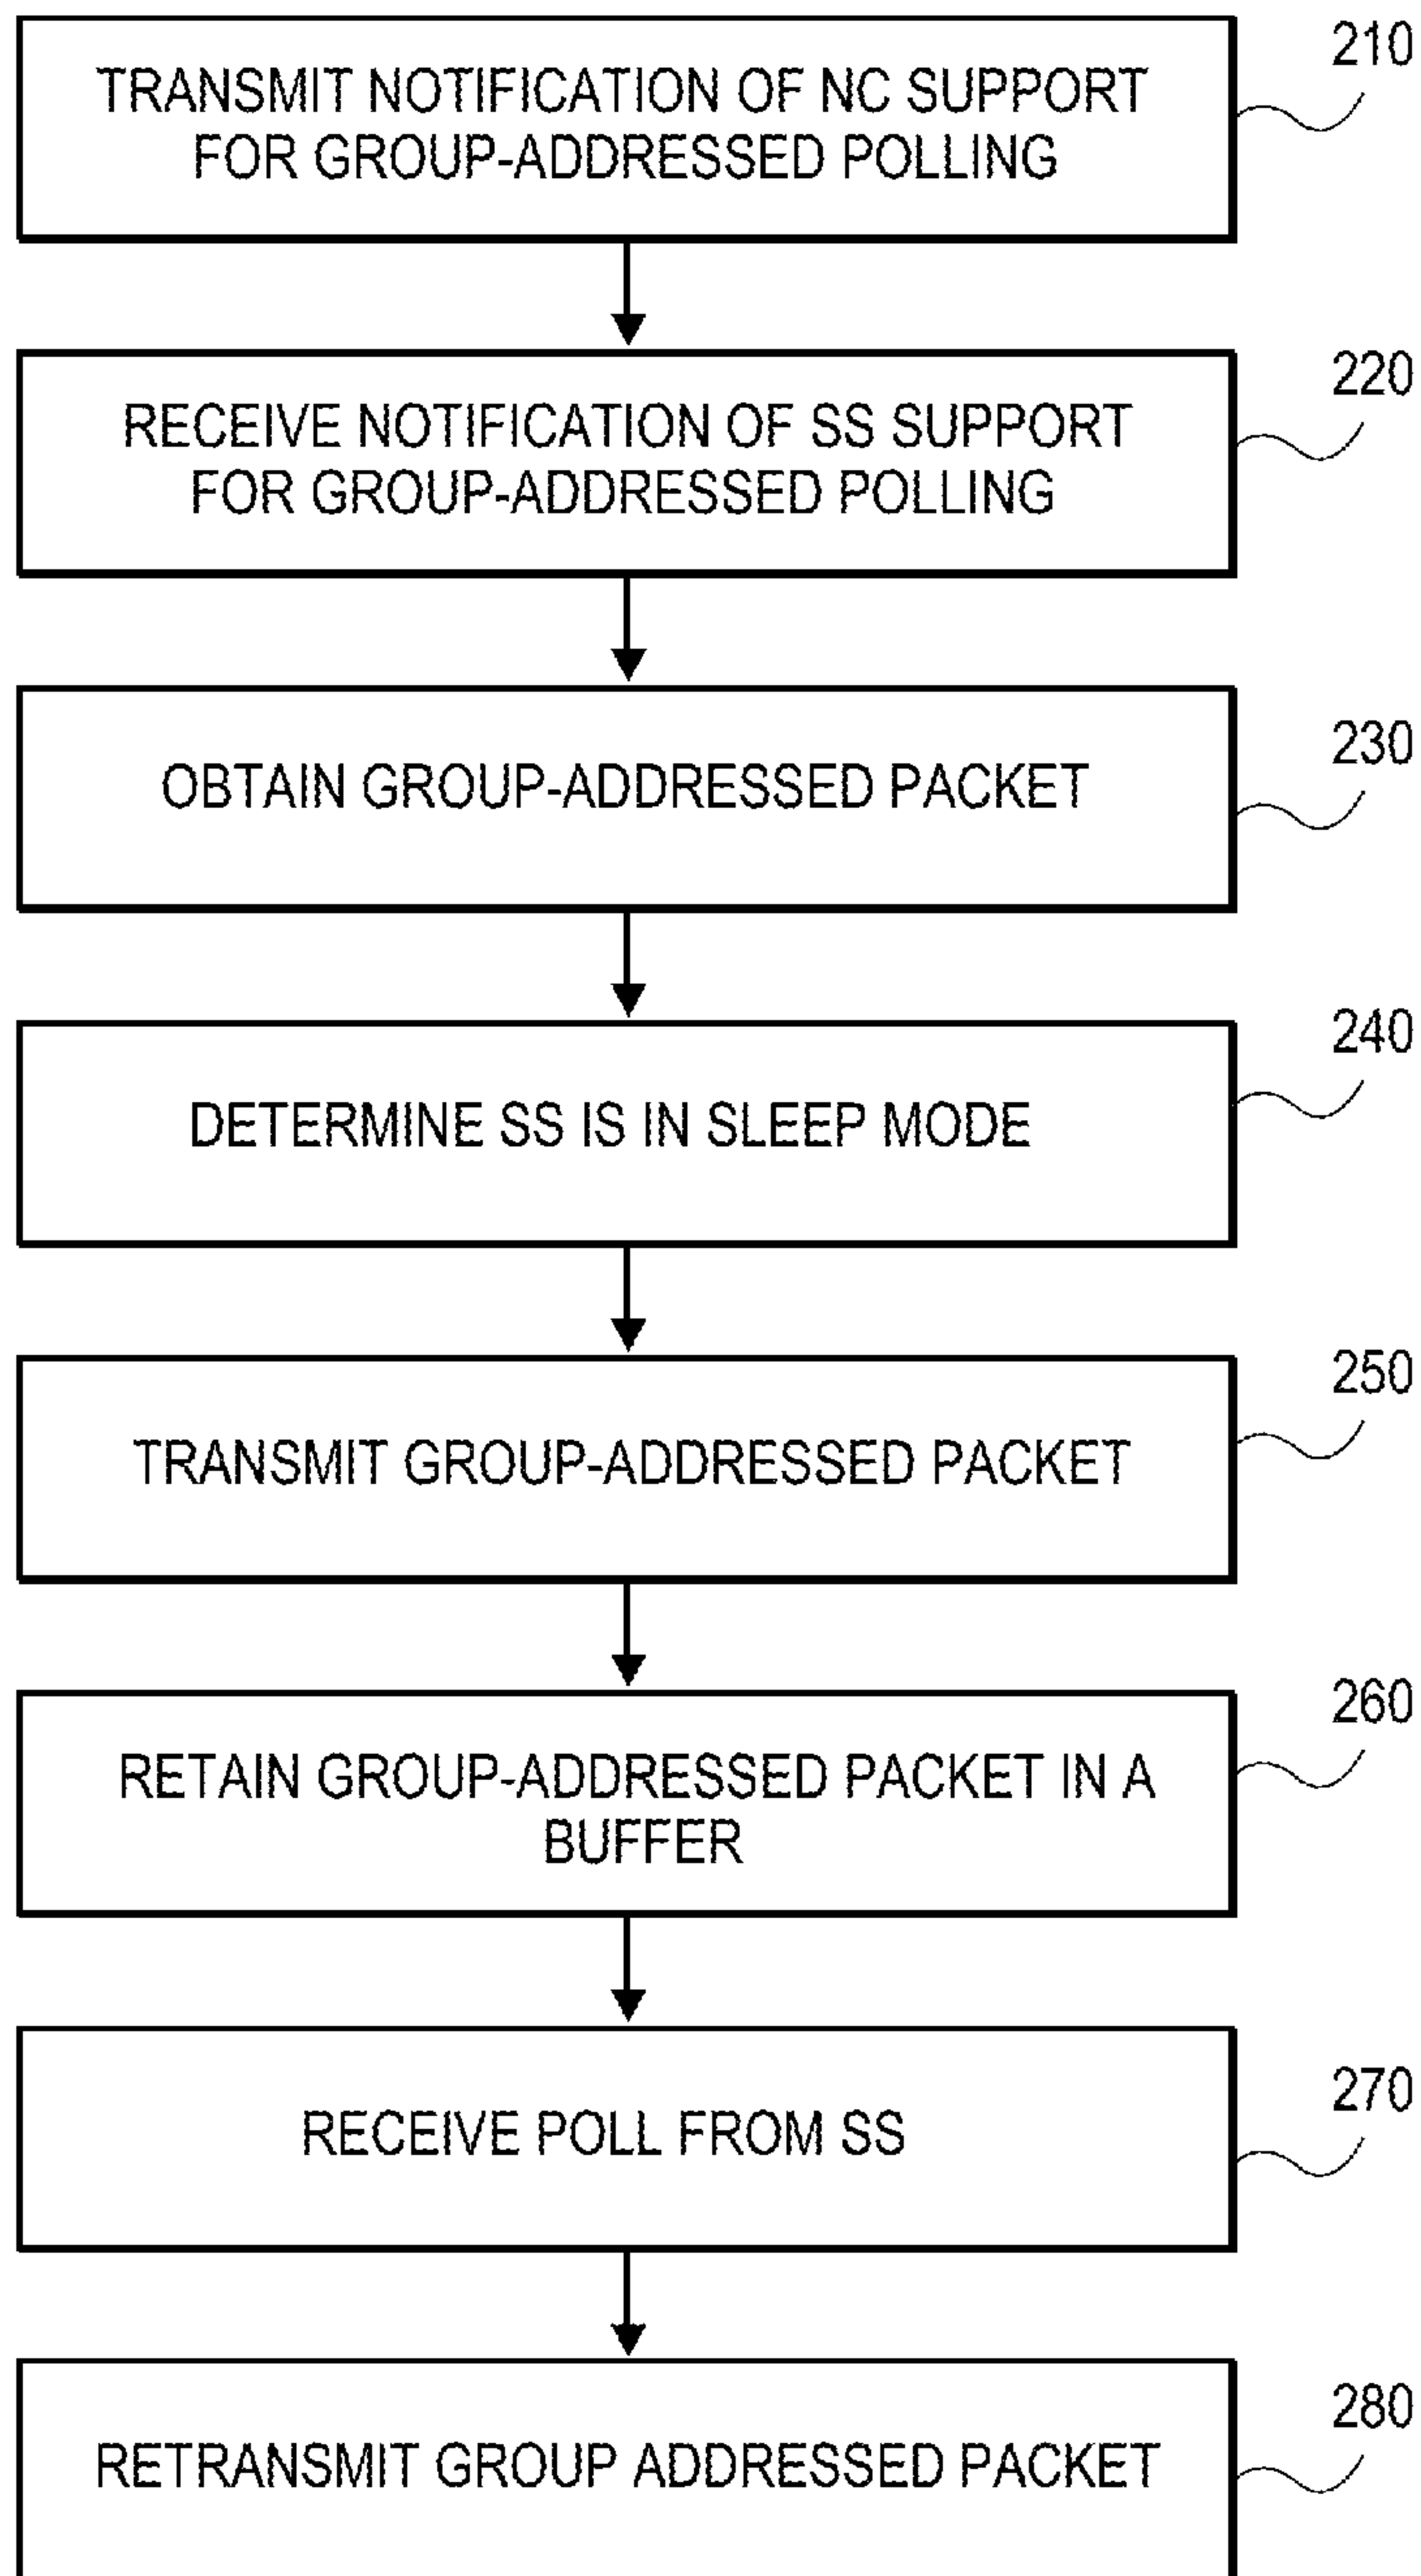 210
TRANSMIT NOTIFICATION OF NC SUPPORT
FOR GROUP-ADDRESSED POLLING
220
RECEIVE NOTIFICATION OF SS SUPPORT
FOR GROUP-ADDRESSED POLLING
230
OBTAIN GROUP-ADDRESSED PACKET
240
DETERMINE SS IS IN SLEEP MODE
250
TRANSMIT GROUP-ADDRESSED PACKET
260
RETAIN GROUP-ADDRESSED PACKET IN A
BUFFER
270
RECEIVE POLL FROM SS
280
RETRANSMIT GROUP ADDRESSED PACKET